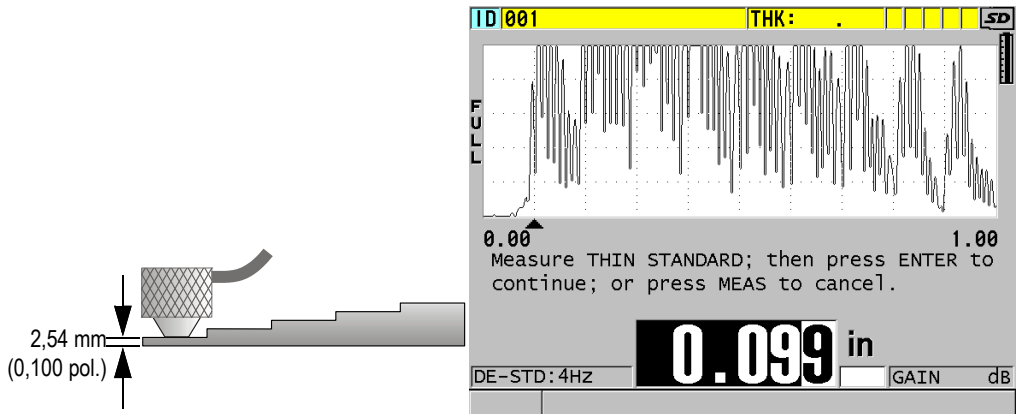 2,54 mm
(0,100 pol.)
ID 001 THK: . SD
FULL
0.00 1.00
Measure THIN STANDARD; then press ENTER to
continue; or press MEAS to cancel.
0.099 in
DE-STD:4Hz GAIN dB